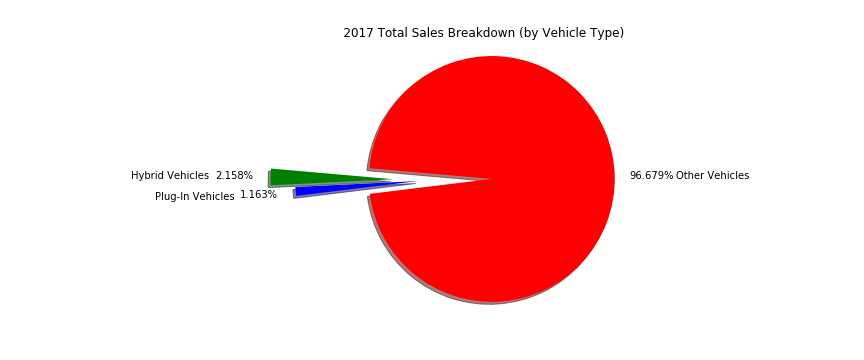 2017 Total Sales Breakdown (by Vehicle Type)
Hybrid Vehicles 2.158%
96.679% Other Vehicles
Plug-In Vehicles 1.163%